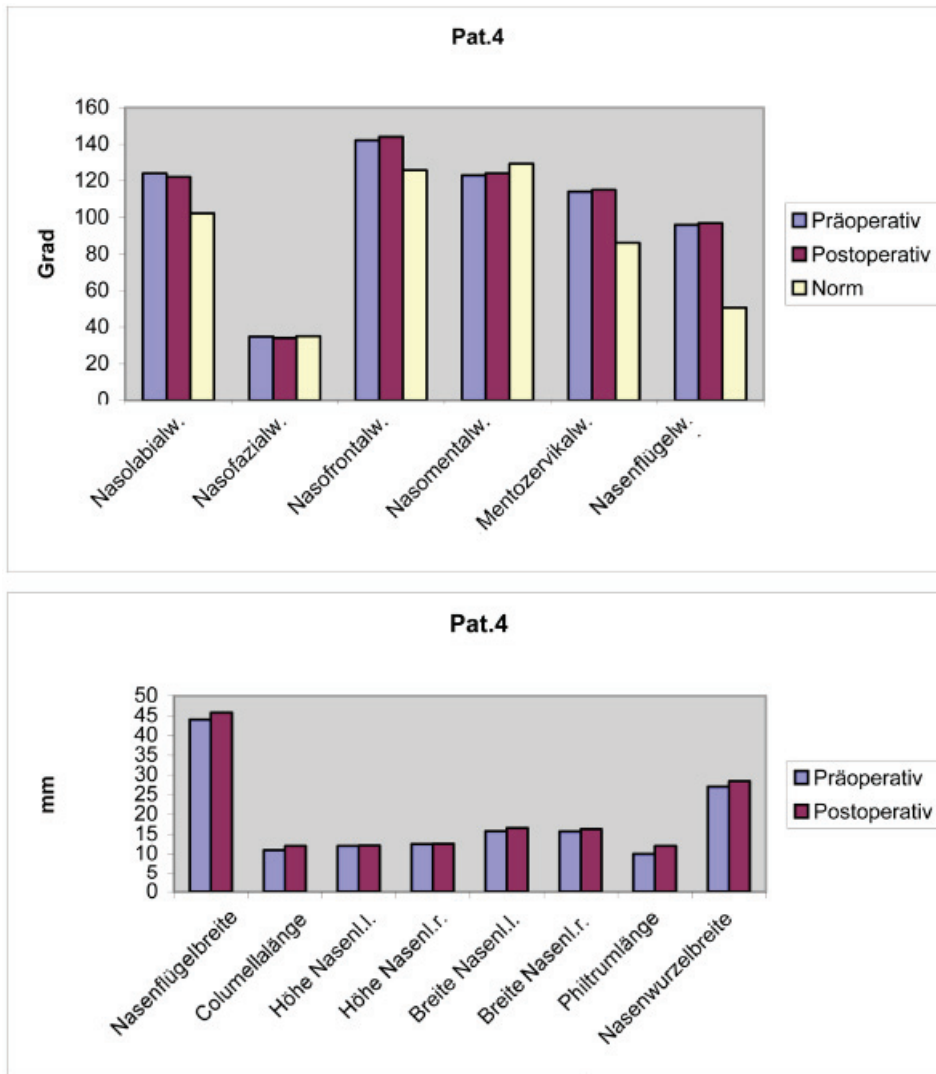 Pat.4
Grad
160
140
120
100
80
60
40
20
0
Nasolabialw.
Nasofazialw.
Nasofrontalw.
Nasomentalw.
Mentozervikalw.
Nasenflügelw.
Präoperativ
Postoperativ
Norm
Pat.4
mm
50
45
40
35
30
25
20
15
10
5
0
Nasenflügelbreite
Columellalänge
Höhe Nasenl.l.
Höhe Nasenl.r.
Breite Nasenl.l.
Breite Nasenl.r.
Philtrumlänge
Nasenwurzelbreite
Präoperativ
Postoperativ